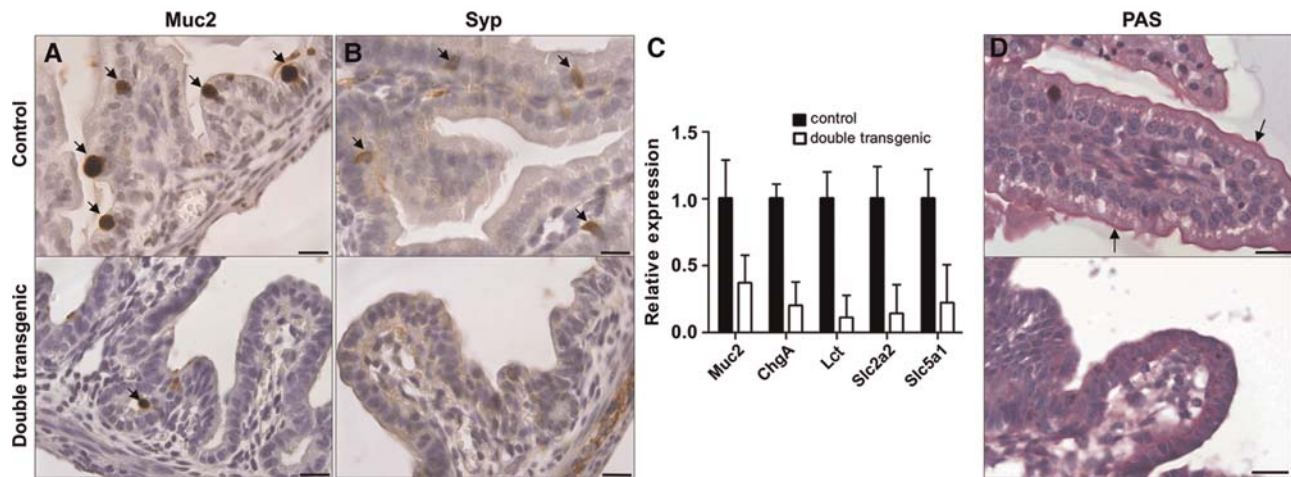 Muc2
Syp
PAS
Control
Double transgenic
A
B
C
D
control
double transgenic
Relative expression
1.5
1.0
0.5
0.0
Muc2
ChgA
Lct
Slc2a2
Slc5a1